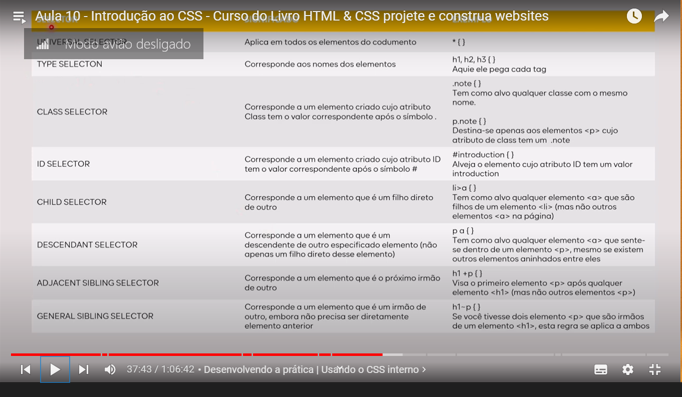 Aula 10 - Introdução ao CSS - Curso do Livro HTML & CSS projete e construa websites
Modo avião desligado
Aplica em todos os elementos do codumento
* { }
TYPE SELECTON
Corresponde aos nomes dos elementos
h1, h2, h3 { }
Aquie ele pega cada tag
CLASS SELECTOR
Corresponde a um elemento criado cujo atributo
Class tem o valor correspondente após o símbolo .
.note { }
Tem como alvo qualquer classe com o mesmo
nome.
p.note { }
Destina-se apenas aos elementos <p> cujo
atributo de class tem um .note
ID SELECTOR
Corresponde a um elemento criado cujo atributo ID
tem o valor correspondente após o símbolo #
#introduction { }
Alveja o elemento cujo atributo ID tem um valor
introduction
CHILD SELECTOR
Corresponde a um elemento que é um filho direto
de outro
li>a { }
Tem como alvo qualquer elemento <a> que são
filhos de um elemento <li> (mas não outros
elementos <a> na página)
DESCENDANT SELECTOR
Corresponde a um elemento que é um
descendente de outro especificado elemento (não
apenas um filho direto desse elemento)
p a { }
Tem como alvo qualquer elemento <a> que sente-
se dentro de um elemento <p>, mesmo se existem
outros elementos aninhados entre eles
ADJACENT SIBLING SELECTOR
Corresponde a um elemento que é o próximo irmão
de outro
h1 +p { }
Visa o primeiro elemento <p> após qualquer
elemento <h1> (mas não outros elementos <p>)
GENERAL SIBLING SELECTOR
Corresponde a um elemento que é um irmão de
outro, embora não precisa ser diretamente
elemento anterior
h1~p { }
Se você tivesse dois elemento <p> que são irmãos
de um elemento <h1>, esta regra se aplica a ambos
37:43 / 1:06:42 • Desenvolvendo a prática | Usando o CSS interno >